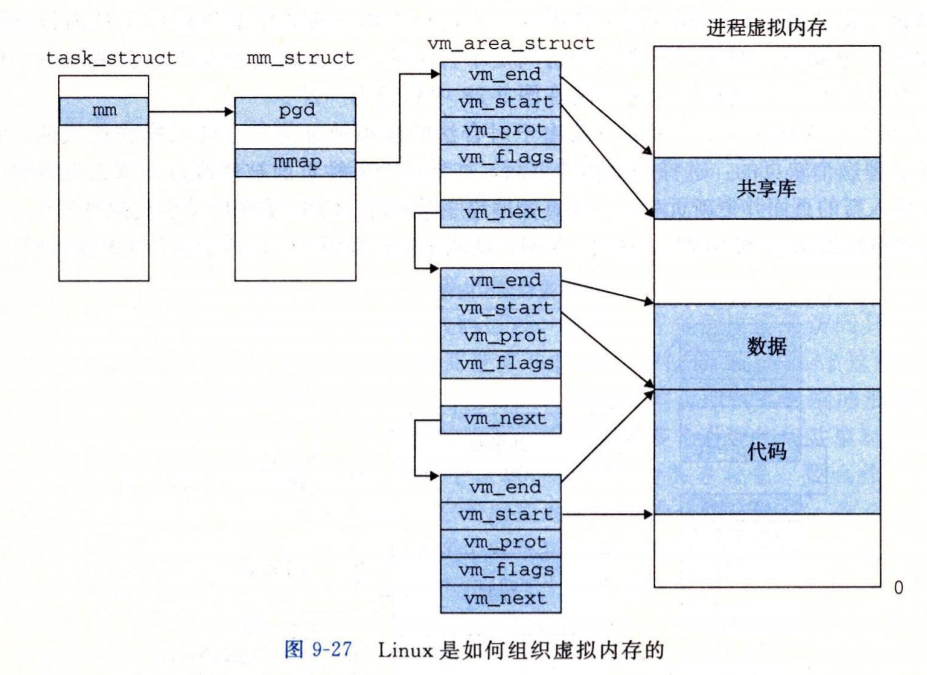 进程虚拟内存
task_struct
mm_struct
vm_area_struct
mm
pgd
mmap
vm_end
vm_start
vm_prot
vm_flags
vm_next
vm_end
vm_start
vm_prot
vm_flags
vm_next
vm_end
vm_start
vm_prot
vm_flags
vm_next
共享库
数据
代码
0
图 9-27 Linux 是如何组织虚拟内存的